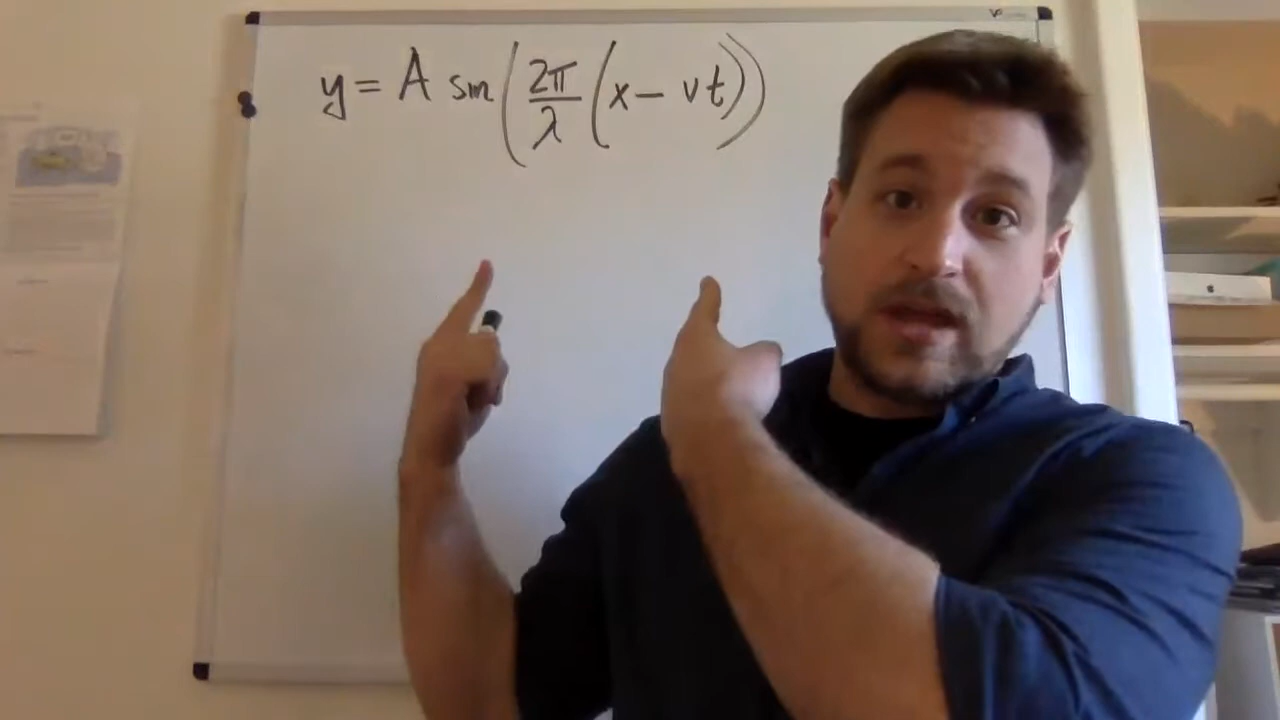 y = A sin(2π/λ (x − vt))